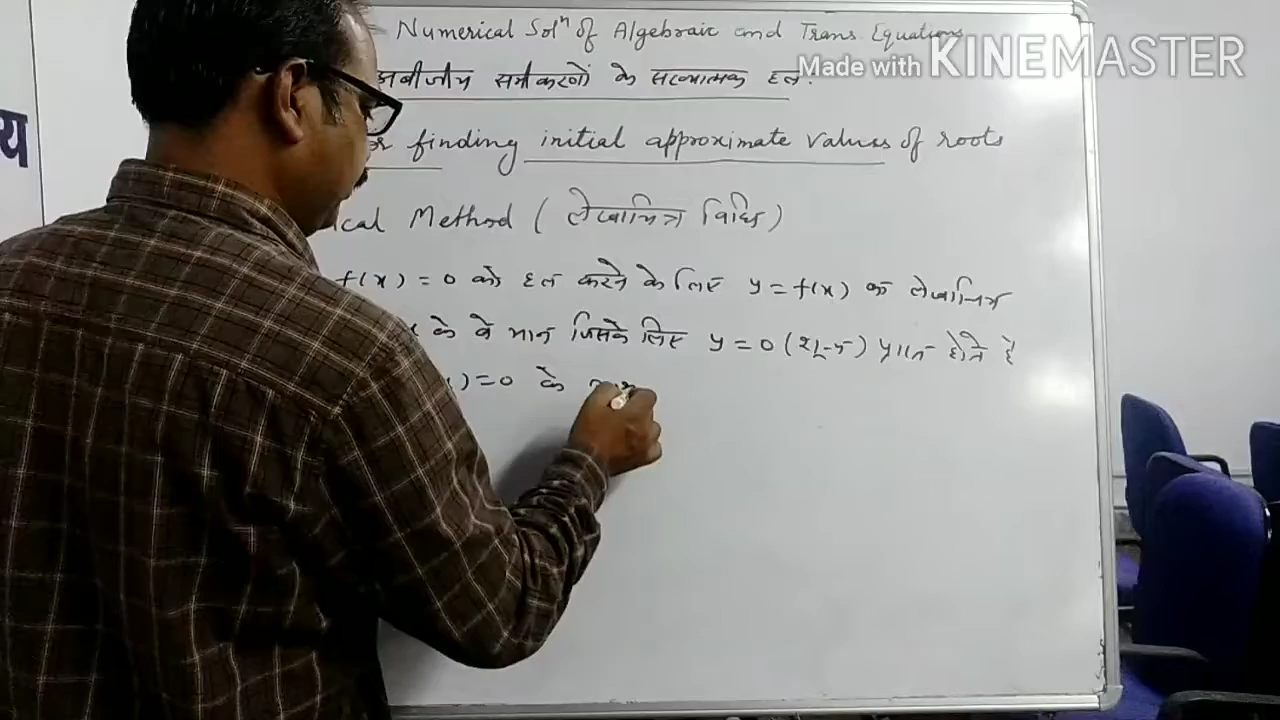 Numerical Solⁿ of Algebraic and Trans. Equations
Made with KINEMASTER
समीकरणों के संख्यात्मक हल.
finding initial approximate values of roots
ical Method ( लेखाचित्र विधि )
f(x) = 0 को हल करने के लिए y = f(x) का लेखाचित्र
के वे मान जिसके लिए y = 0 (शून्य) प्राप्त होते है
) = 0 के
य